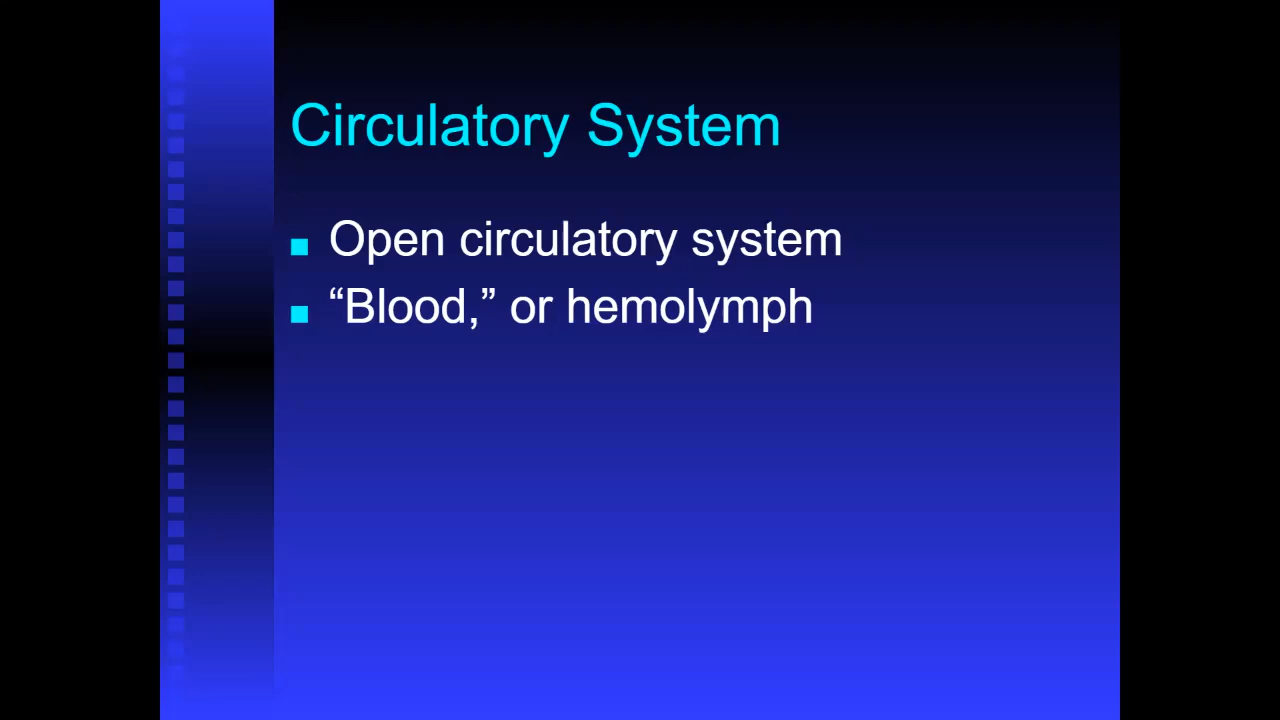 Circulatory System
Open circulatory system
“Blood,” or hemolymph